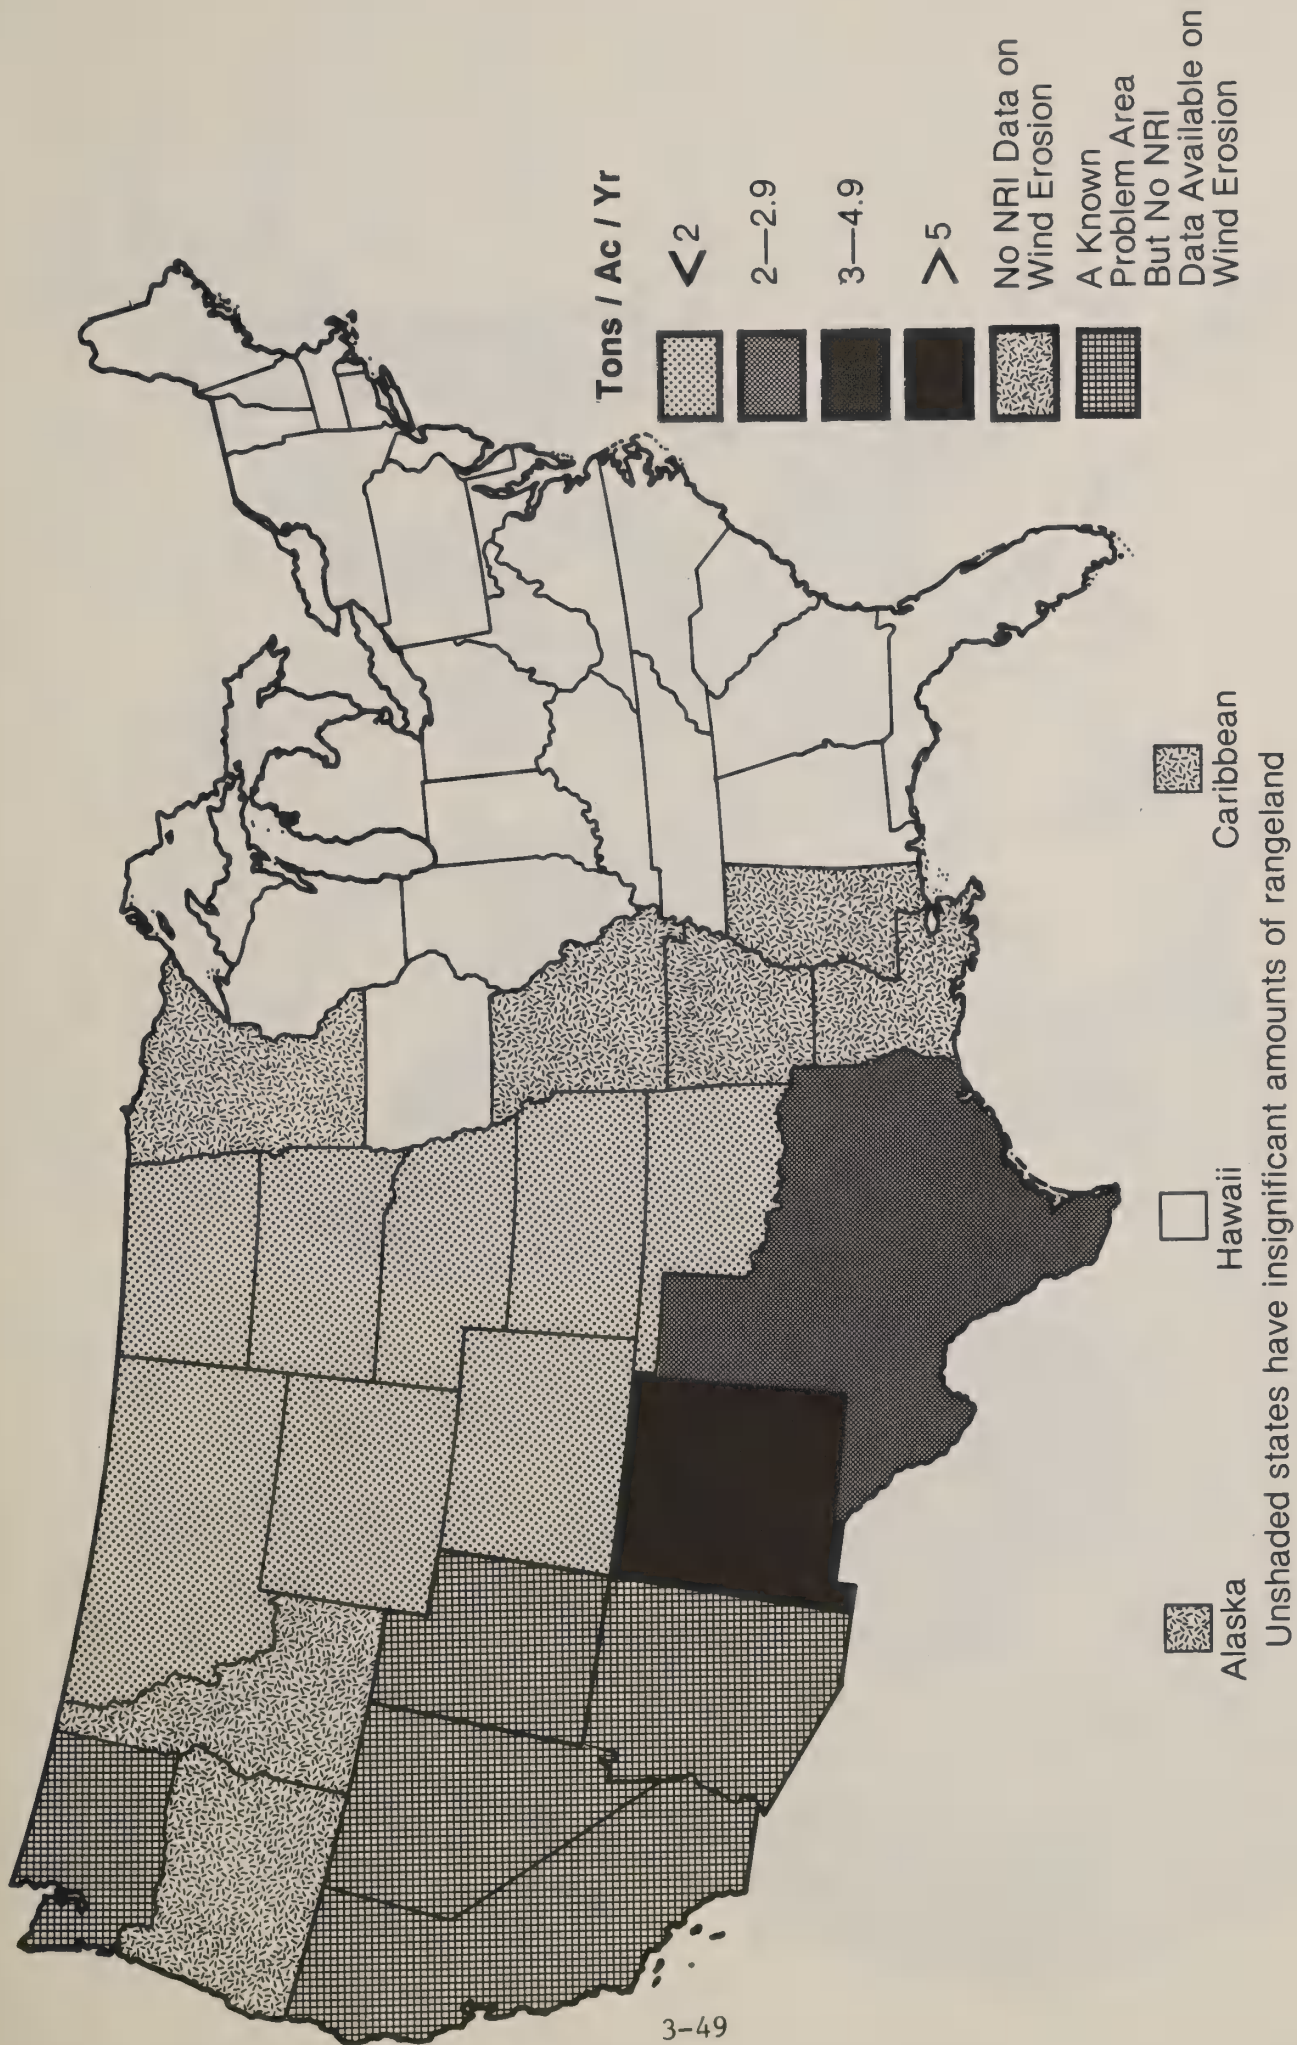 Tons / Ac / Yr
< 2
2—2.9
3—4.9
> 5
No NRI Data on
Wind Erosion
A Known
Problem Area
But No NRI
Data Available on
Wind Erosion
Alaska
Hawaii
Caribbean
Unshaded states have insignificant amounts of rangeland
3-49